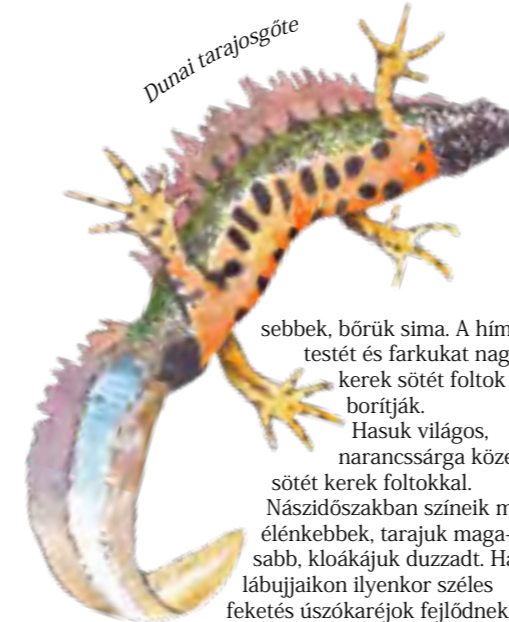 Dunai tarajosgőte
sebbek, bőrük sima. A hím
testét és farkukat nag
kerek sötét foltok
borítják.
Hasuk világos,
narancssárga köze
sötét kerek foltokkal.
Nászidőszakban színeik m
élénkebbek, tarajuk maga-
sabb, kloákájuk duzzadt. Há
lábujjaikon ilyenkor széles
feketés úszókaréjok fejlődnek